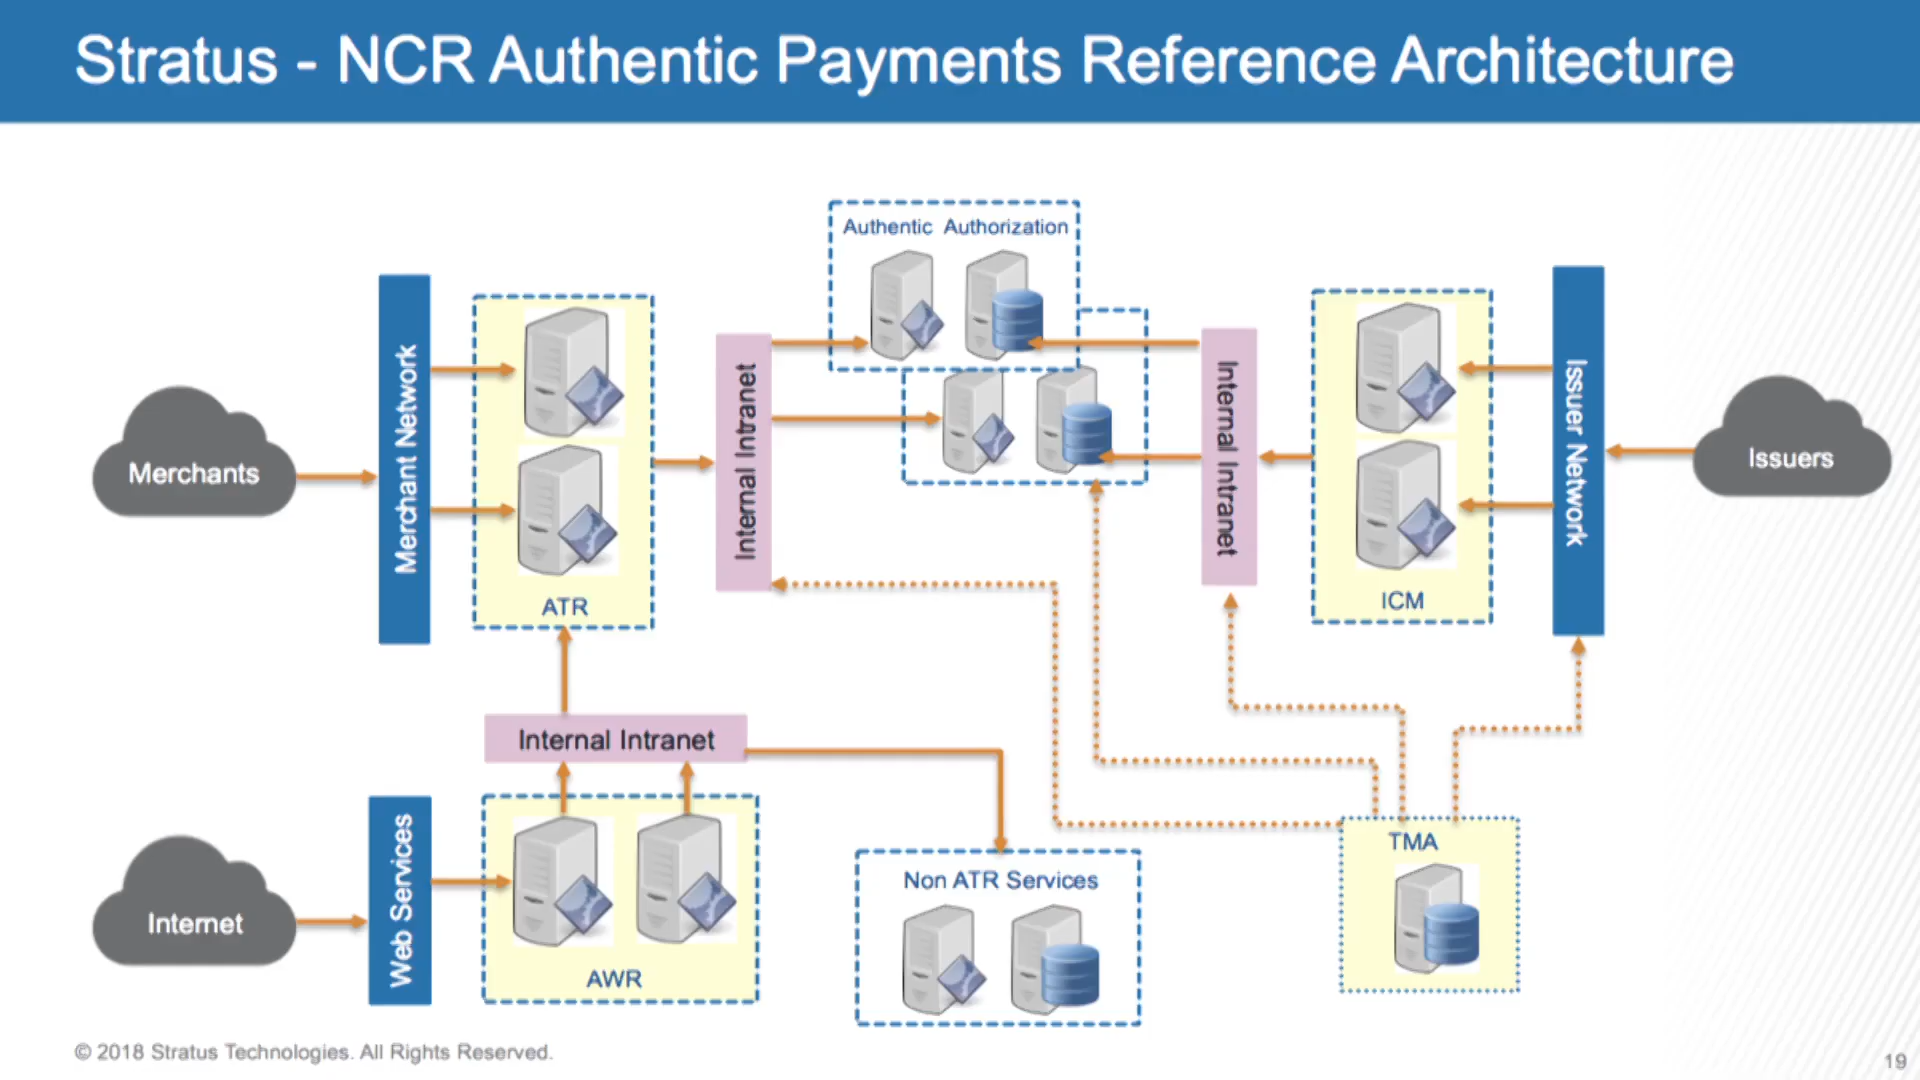 Stratus - NCR Authentic Payments Reference Architecture
Authentic Authorization
Merchants
Merchant Network
ATR
Internal Intranet
Internal Intranet
ICM
Issuer Network
Issuers
Internal Intranet
Internet
Web Services
AWR
Non ATR Services
TMA
© 2018 Stratus Technologies. All Rights Reserved.
19